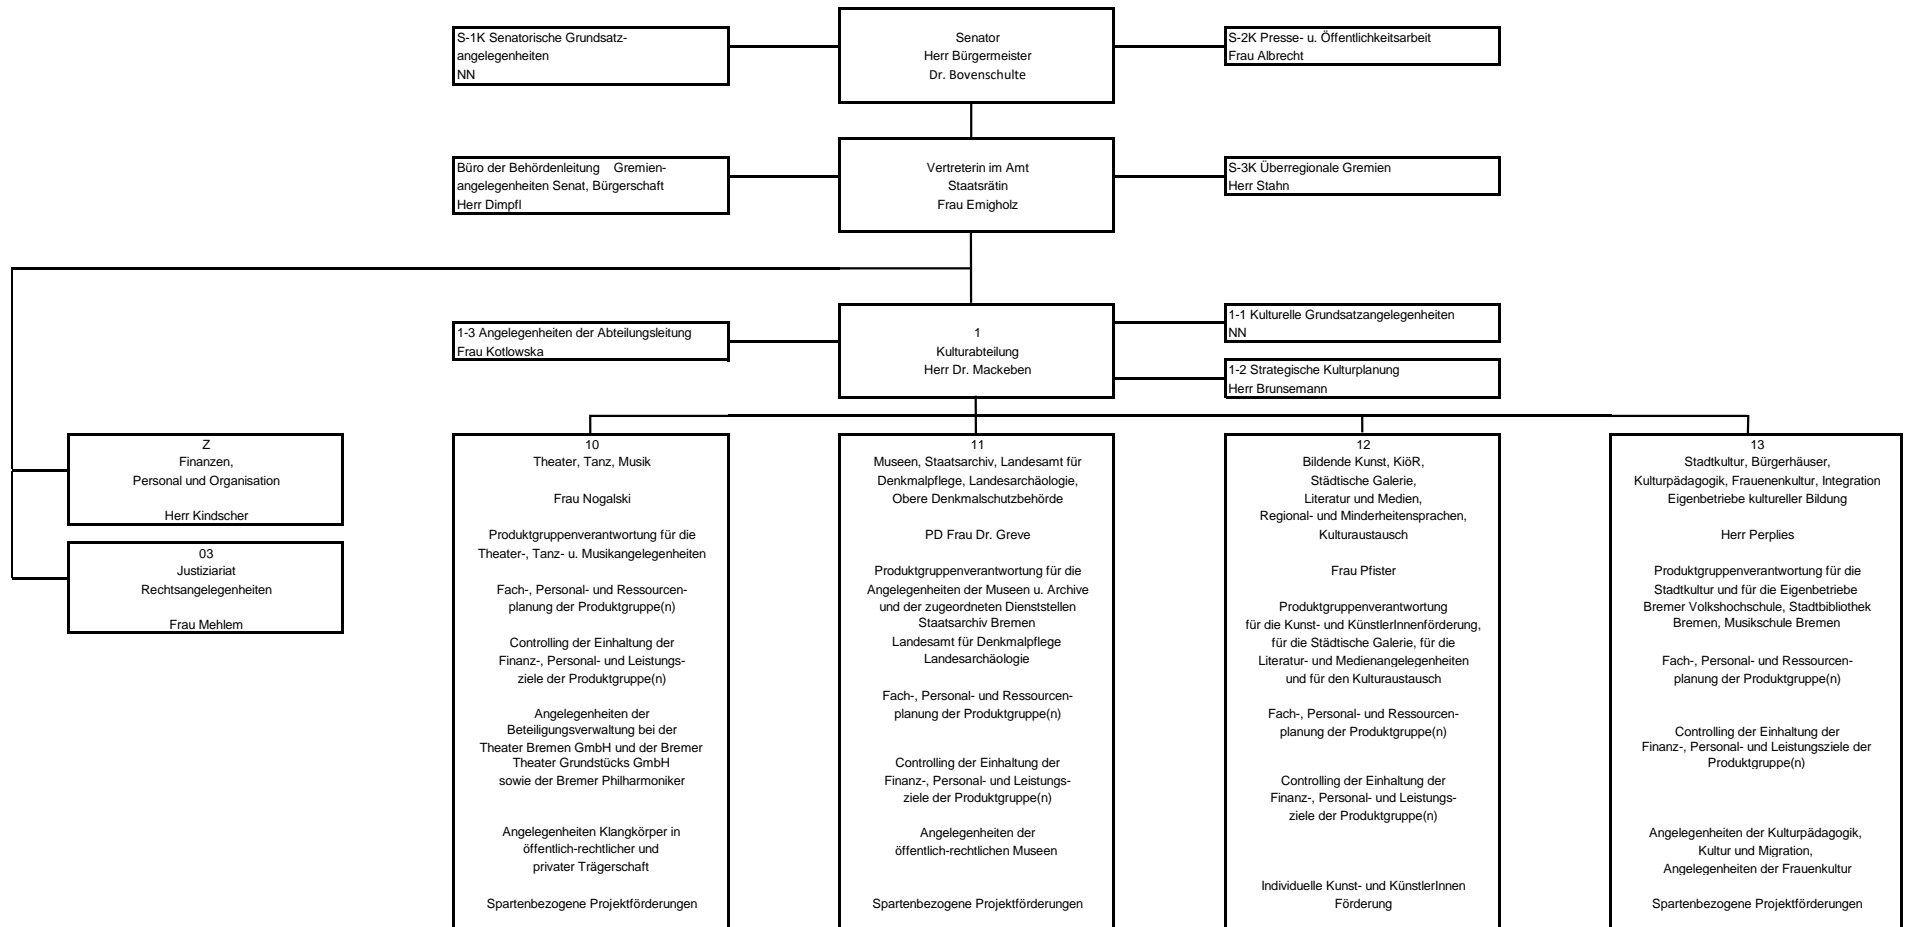 S-1K Senatorische Grundsatz-
angelegenheiten
NN
Senator
Herr Bürgermeister
Dr. Bovenschulte
S-2K Presse- u. Öffentlichkeitsarbeit
Frau Albrecht
Büro der Behördenleitung Gremien-
angelegenheiten Senat, Bürgerschaft
Herr Dimpfl
Vertreterin im Amt
Staatsrätin
Frau Emigholz
S-3K Überregionale Gremien
Herr Stahn
1-3 Angelegenheiten der Abteilungsleitung
Frau Kotlowska
1
Kulturabteilung
Herr Dr. Mackeben
1-1 Kulturelle Grundsatzangelegenheiten
NN
1-2 Strategische Kulturplanung
Herr Brunsemann
Z
Finanzen,
Personal und Organisation
Herr Kindscher
03
Justiziariat
Rechtsangelegenheiten
Frau Mehlem
10
Theater, Tanz, Musik
Frau Nogalski
Produktgruppenverantwortung für die
Theater-, Tanz- u. Musikangelegenheiten
Fach-, Personal- und Ressourcen-
planung der Produktgruppe(n)
Controlling der Einhaltung der
Finanz-, Personal- und Leistungs-
ziele der Produktgruppe(n)
Angelegenheiten der
Beteiligungsverwaltung bei der
Theater Bremen GmbH und der Bremer
Theater Grundstücks GmbH
sowie der Bremer Philharmoniker
Angelegenheiten Klangkörper in
öffentlich-rechtlicher und
privater Trägerschaft
Spartenbezogene Projektförderungen
11
Museen, Staatsarchiv, Landesamt für
Denkmalpflege, Landesarchäologie,
Obere Denkmalschutzbehörde
PD Frau Dr. Greve
Produktgruppenverantwortung für die
Angelegenheiten der Museen u. Archive
und der zugeordneten Dienststellen
Staatsarchiv Bremen
Landesamt für Denkmalpflege
Landesarchäologie
Fach-, Personal- und Ressourcen-
planung der Produktgruppe(n)
Controlling der Einhaltung der
Finanz-, Personal- und Leistungs-
ziele der Produktgruppe(n)
Angelegenheiten der
öffentlich-rechtlichen Museen
Spartenbezogene Projektförderungen
12
Bildende Kunst, KiöR,
Städtische Galerie,
Literatur und Medien,
Regional- und Minderheitensprachen,
Kulturaustausch
Frau Pfister
Produktgruppenverantwortung
für die Kunst- und KünstlerInnenförderung,
für die Städtische Galerie, für die
Literatur- und Medienangelegenheiten
und für den Kulturaustausch
Fach-, Personal- und Ressourcen-
planung der Produktgruppe(n)
Controlling der Einhaltung der
Finanz-, Personal- und Leistungs-
ziele der Produktgruppe(n)
Individuelle Kunst- und KünstlerInnen
Förderung
13
Stadtkultur, Bürgerhäuser,
Kulturpädagogik, Frauenenkultur, Integration
Eigenbetriebe kultureller Bildung
Herr Perplies
Produktgruppenverantwortung für die
Stadtkultur und für die Eigenbetriebe
Bremer Volkshochschule, Stadtbibliothek
Bremen, Musikschule Bremen
Fach-, Personal- und Ressourcen-
planung der Produktgruppe(n)
Controlling der Einhaltung der
Finanz-, Personal- und Leistungsziele der
Produktgruppe(n)
Angelegenheiten der Kulturpädagogik,
Kultur und Migration,
Angelegenheiten der Frauenkultur
Spartenbezogene Projektförderungen